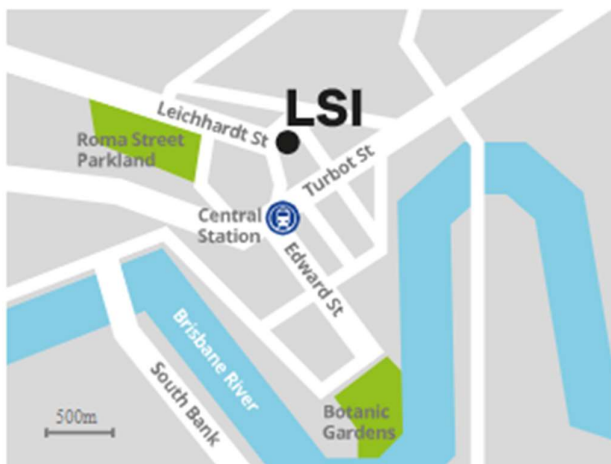 LSI
Leichhardt St
Roma Street
Parkland
Turbot St
Central
Station
Edward St
Brisbane River
South Bank
500m
Botanic
Gardens